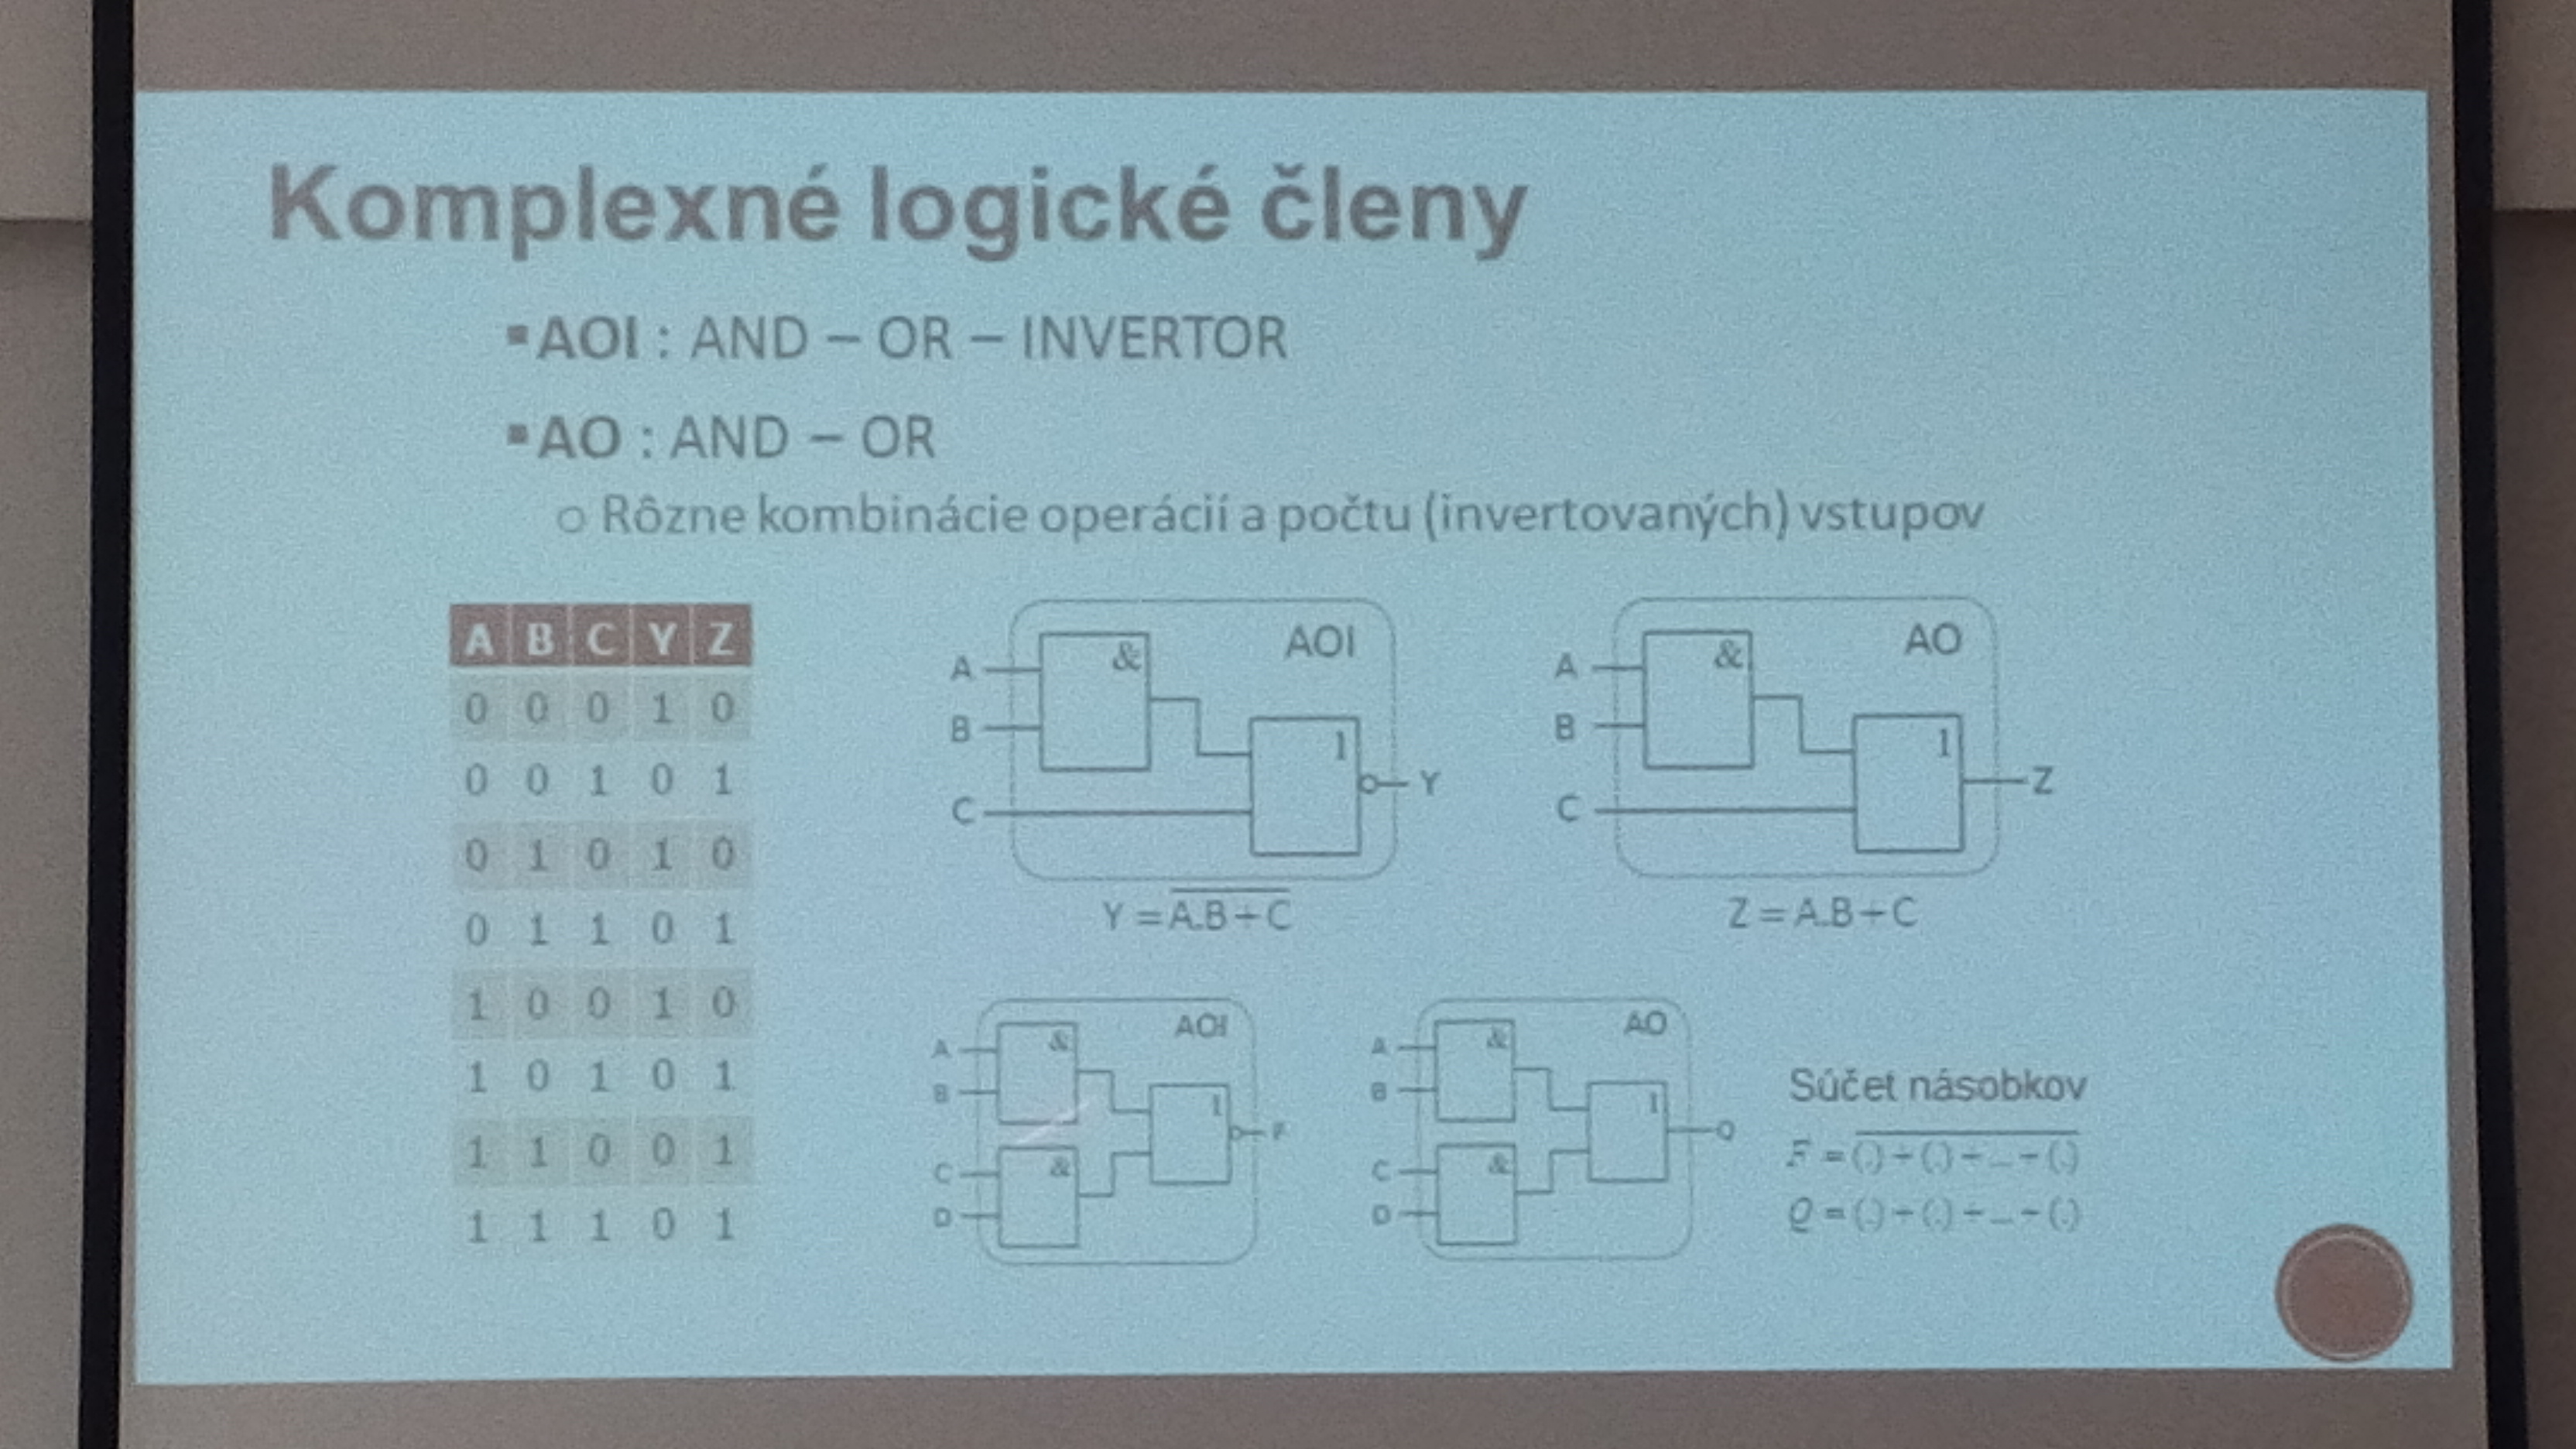 Komplexné logické členy
▪AOI : AND – OR – INVERTOR
▪AO : AND – OR
○ Rôzne kombinácie operácií a počtu (invertovaných) vstupov
A B C Y Z
0 0 0 1 0
0 0 1 0 1
0 1 0 1 0
0 1 1 0 1
1 0 0 1 0
1 0 1 0 1
1 1 0 0 1
1 1 1 0 1
AOI
&
A
B
1
Y
C
Y = A̅.̅B̅+̅C̅
AO
&
A
B
1
Z
C
Z = A.B+C
AOI
&
A
B
1
F
&
C
D
AO
&
A
B
1
Q
&
C
D
Súčet násobkov
F = (.)+(.)+...+(.)
Q = (.)+(.)+...+(.)